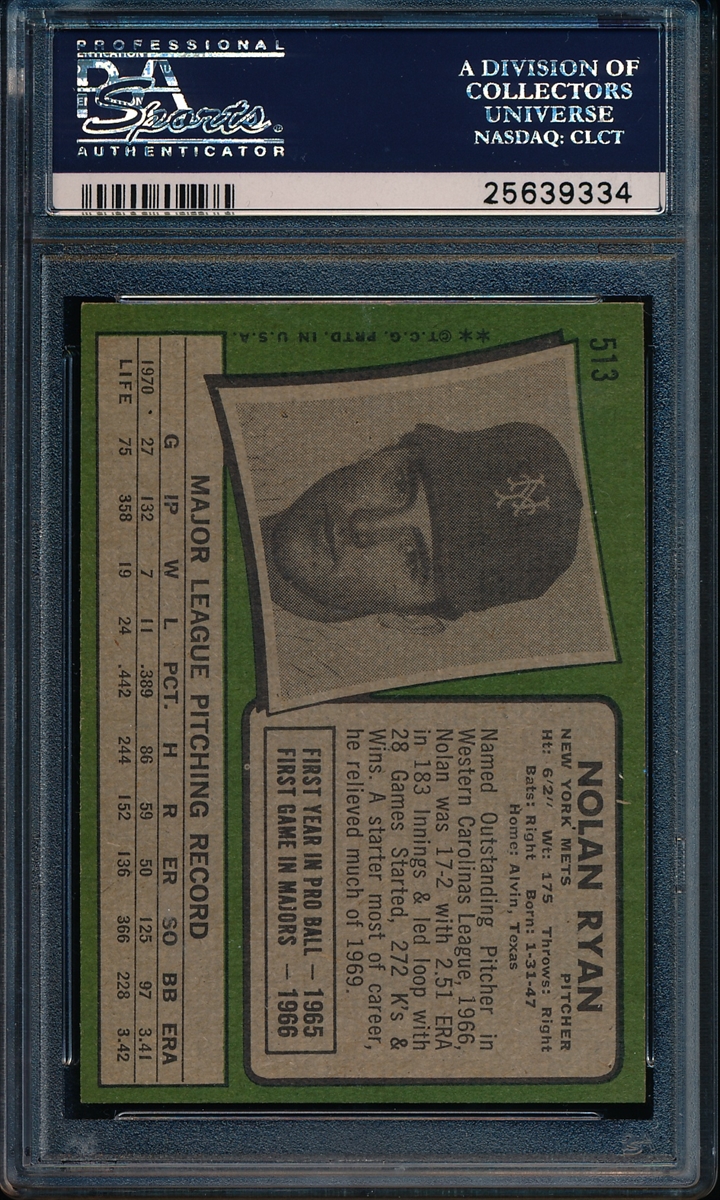 PROFESSIONAL
PSA
Sports
AUTHENTICATOR
A DIVISION OF
COLLECTORS
UNIVERSE
NASDAQ: CLCT
25639334
513
NOLAN RYAN
NEW YORK METS PITCHER
Ht: 6'2" Wt: 175 Throws: Right
Bats: Right Born: 1-31-47
Home: Alvin, Texas
Named Outstanding Pitcher in
Western Carolinas League, 1966,
Nolan was 17-2 with 2.51 ERA
in 183 Innings & led loop with
28 Games Started, 272 K's &
Wins. A starter most of career,
he relieved much of 1969.
FIRST YEAR IN PRO BALL — 1965
FIRST GAME IN MAJORS — 1966
NY
MAJOR LEAGUE PITCHING RECORD
G IP W L PCT. H R ER SO BB ERA
1970 . 27 132 7 11 .389 86 59 50 125 97 3.41
LIFE 75 358 19 24 .442 244 152 136 366 228 3.42
** ©T.C.G. PRTD. IN U.S.A.